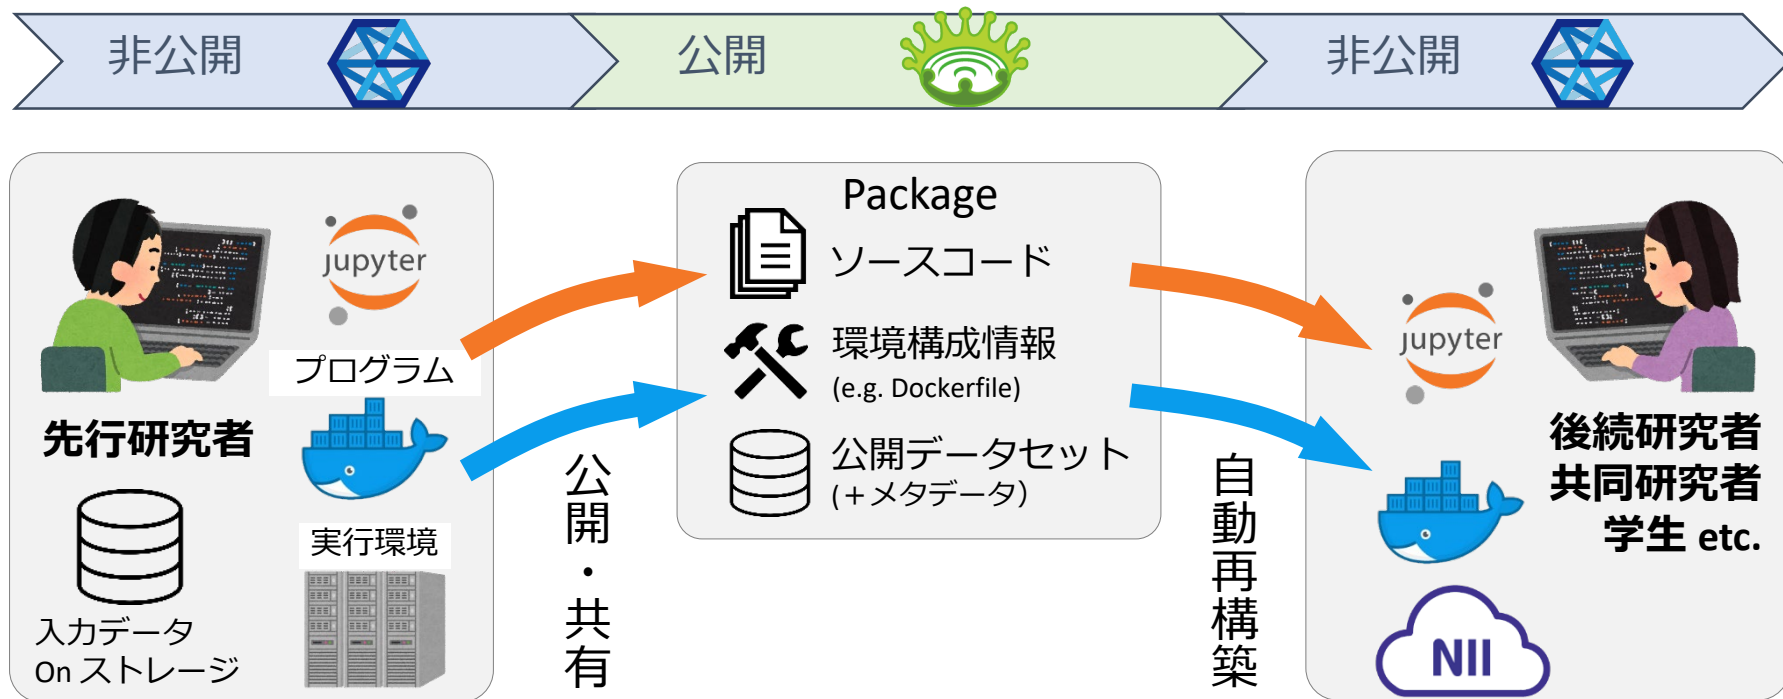 非公開
公開
非公開
jupyter
プログラム
先行研究者
実行環境
入力データ
On ストレージ
公開・共有
Package
ソースコード
環境構成情報
(e.g. Dockerfile)
公開データセット
(＋メタデータ)
自動再構築
jupyter
後続研究者
共同研究者
学生 etc.
NII